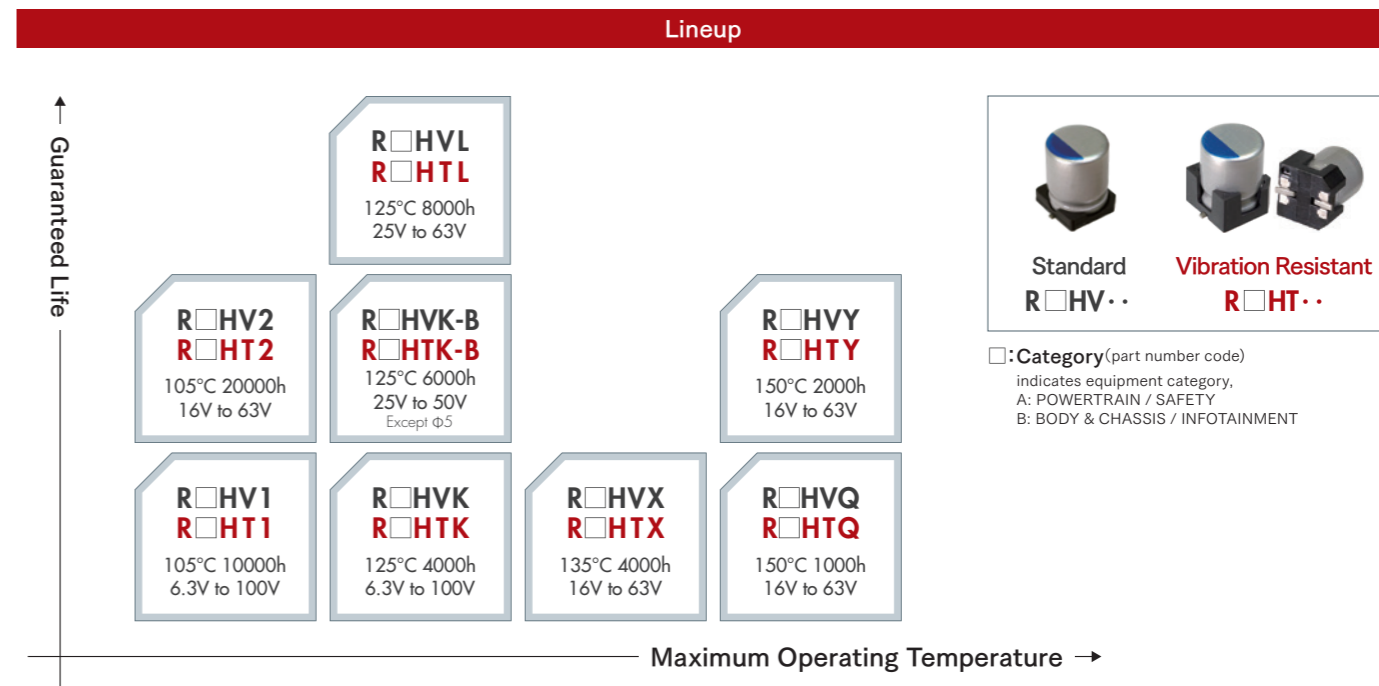 Lineup
Guaranteed Life
R□HVL
R□HTL
125°C 8000h
25V to 63V
R□HV2
R□HT2
105°C 20000h
16V to 63V
R□HVK-B
R□HTK-B
125°C 6000h
25V to 50V
Except Φ5
R□HVY
R□HTY
150°C 2000h
16V to 63V
R□HV1
R□HT1
105°C 10000h
6.3V to 100V
R□HVK
R□HTK
125°C 4000h
6.3V to 100V
R□HVX
R□HTX
135°C 4000h
16V to 63V
R□HVQ
R□HTQ
150°C 1000h
16V to 63V
Maximum Operating Temperature
Standard
R□HV··
Vibration Resistant
R□HT··
□:Category(part number code)
indicates equipment category,
A: POWERTRAIN / SAFETY
B: BODY & CHASSIS / INFOTAINMENT